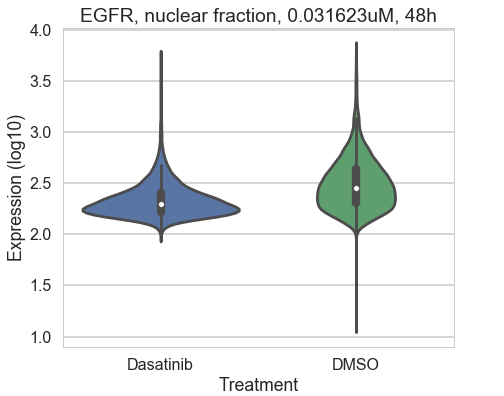 EGFR, nuclear fraction, 0.031623uM, 48h
4.0
3.5
3.0
2.5
2.0
1.5
1.0
Expression (log10)
Dasatinib
DMSO
Treatment